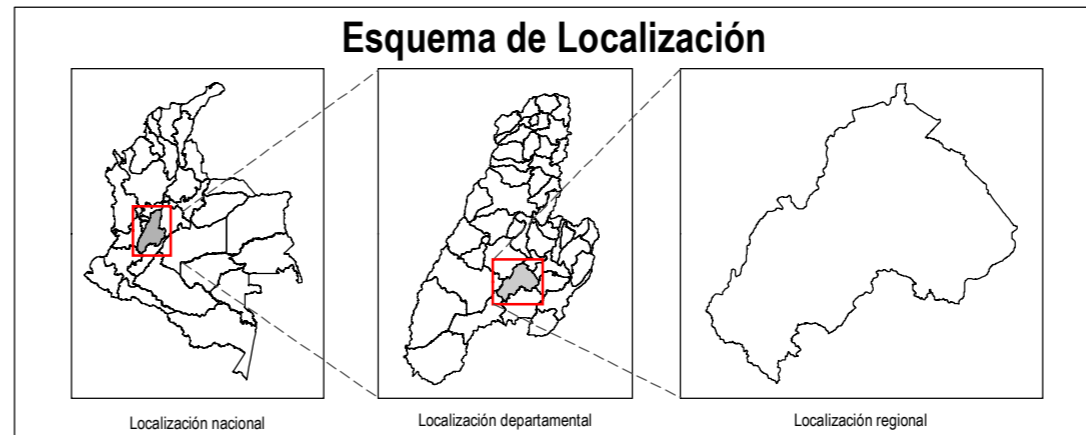 Esquema de Localización
Localización nacional
Localización departamental
Localización regional